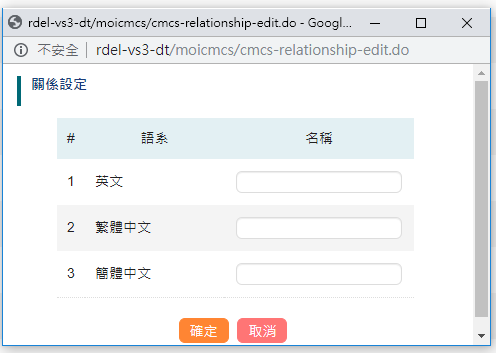 rdel-vs3-dt/moicmcs/cmcs-relationship-edit.do - Googl...
不安全 | rdel-vs3-dt/moicmcs/cmcs-relationship-edit.do
關係設定
# 語系 名稱
1 英文
2 繁體中文
3 簡體中文
確定 取消